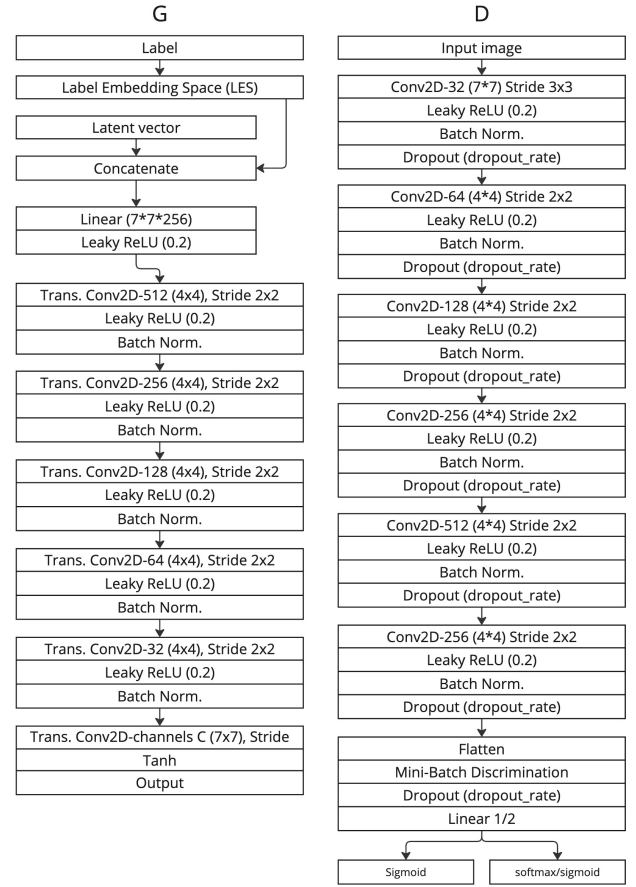 G
Label
Label Embedding Space (LES)
Latent vector
Concatenate
Linear (7*7*256)
Leaky ReLU (0.2)
Trans. Conv2D-512 (4x4), Stride 2x2
Leaky ReLU (0.2)
Batch Norm.
Trans. Conv2D-256 (4x4), Stride 2x2
Leaky ReLU (0.2)
Batch Norm.
Trans. Conv2D-128 (4x4), Stride 2x2
Leaky ReLU (0.2)
Batch Norm.
Trans. Conv2D-64 (4x4), Stride 2x2
Leaky ReLU (0.2)
Batch Norm.
Trans. Conv2D-32 (4x4), Stride 2x2
Leaky ReLU (0.2)
Batch Norm.
Trans. Conv2D-channels C (7x7), Stride
Tanh
Output
D
Input image
Conv2D-32 (7*7) Stride 3x3
Leaky ReLU (0.2)
Batch Norm.
Dropout (dropout_rate)
Conv2D-64 (4*4) Stride 2x2
Leaky ReLU (0.2)
Batch Norm.
Dropout (dropout_rate)
Conv2D-128 (4*4) Stride 2x2
Leaky ReLU (0.2)
Batch Norm.
Dropout (dropout_rate)
Conv2D-256 (4*4) Stride 2x2
Leaky ReLU (0.2)
Batch Norm.
Dropout (dropout_rate)
Conv2D-512 (4*4) Stride 2x2
Leaky ReLU (0.2)
Batch Norm.
Dropout (dropout_rate)
Conv2D-256 (4*4) Stride 2x2
Leaky ReLU (0.2)
Batch Norm.
Dropout (dropout_rate)
Flatten
Mini-Batch Discrimination
Dropout (dropout_rate)
Linear 1/2
Sigmoid
softmax/sigmoid